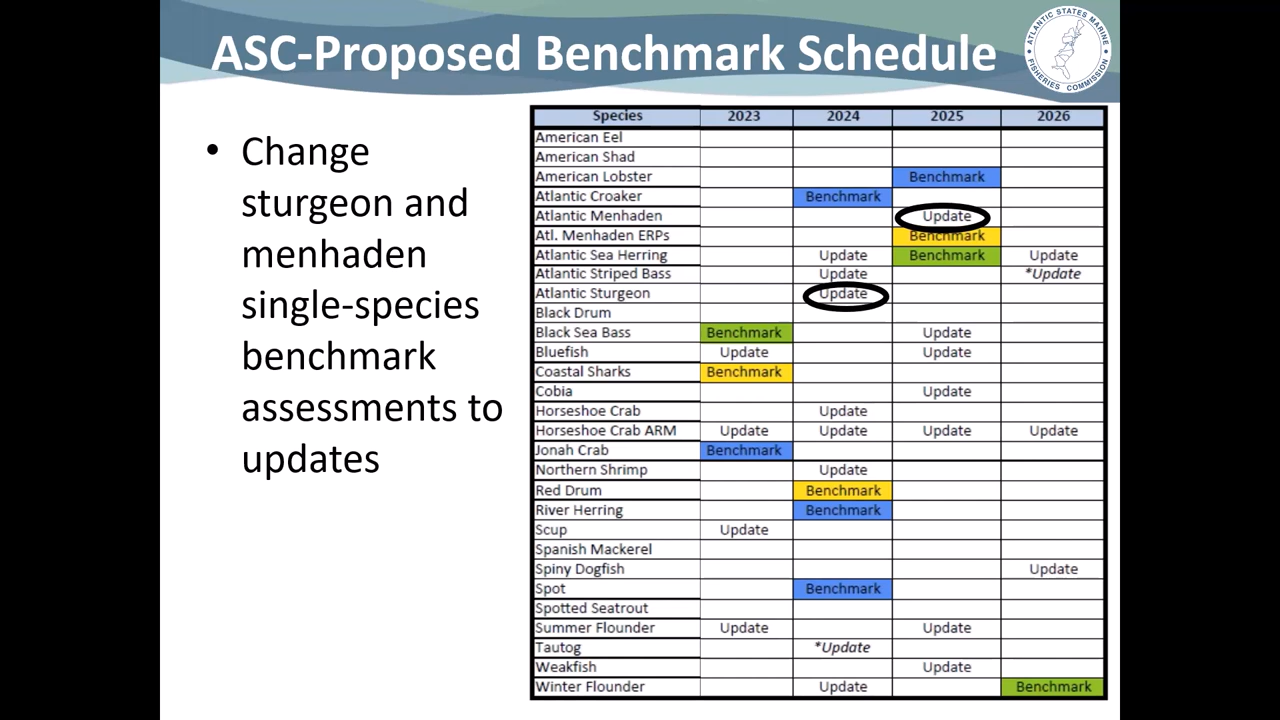 ASC-Proposed Benchmark Schedule
ATLANTIC STATES MARINE
FISHERIES COMMISSION
• Change
sturgeon and
menhaden
single-species
benchmark
assessments to
updates
Species 2023 2024 2025 2026
American Eel
American Shad
American Lobster Benchmark
Atlantic Croaker Benchmark
Atlantic Menhaden Update
Atl. Menhaden ERPs Benchmark
Atlantic Sea Herring Update Benchmark Update
Atlantic Striped Bass Update *Update
Atlantic Sturgeon Update
Black Drum
Black Sea Bass Benchmark Update
Bluefish Update Update
Coastal Sharks Benchmark
Cobia Update
Horseshoe Crab Update
Horseshoe Crab ARM Update Update Update Update
Jonah Crab Benchmark
Northern Shrimp Update
Red Drum Benchmark
River Herring Benchmark
Scup Update
Spanish Mackerel
Spiny Dogfish Update
Spot Benchmark
Spotted Seatrout
Summer Flounder Update Update
Tautog *Update
Weakfish Update
Winter Flounder Update Benchmark